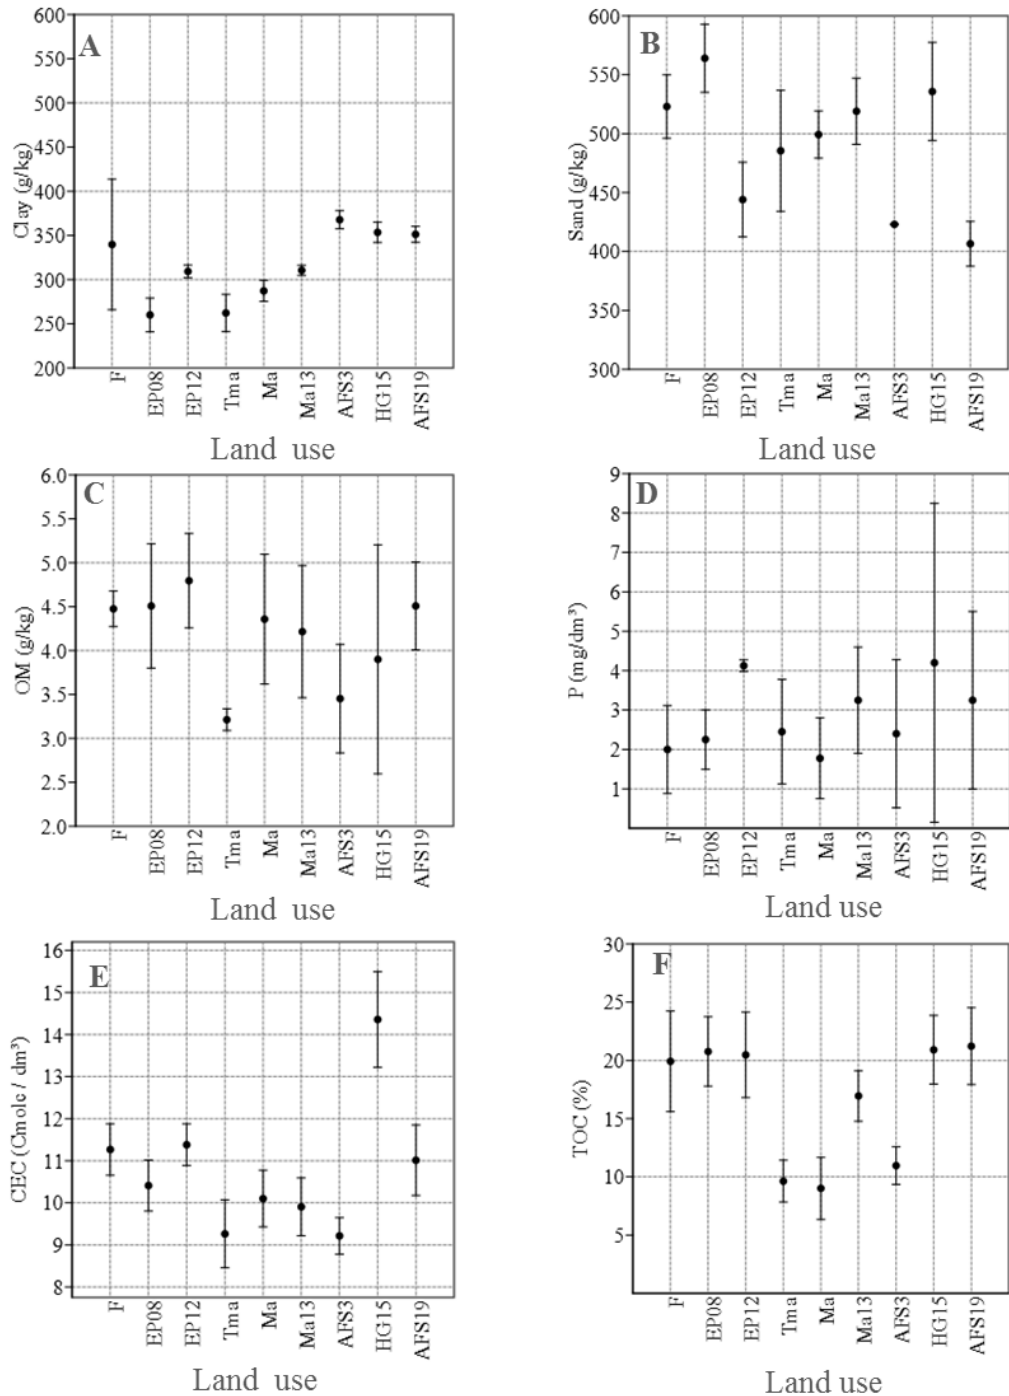 A
Clay (g/kg)
600
550
500
450
400
350
300
250
200
F
EP08
EP12
Tma
Ma
Ma13
AFS3
HG15
AFS19
Land use
B
Sand (g/kg)
600
550
500
450
400
350
300
F
EP08
EP12
Tma
Ma
Ma13
AFS3
HG15
AFS19
Land use
C
OM (g/kg)
6.0
5.5
5.0
4.5
4.0
3.5
3.0
2.5
2.0
F
EP08
EP12
Tma
Ma
Ma13
AFS3
HG15
AFS19
Land use
D
P (mg/dm³)
9
8
7
6
5
4
3
2
1
F
EP08
EP12
Tma
Ma
Ma13
AFS3
HG15
AFS19
Land use
E
CEC (Cmolc / dm³)
16
15
14
13
12
11
10
9
8
F
EP08
EP12
Tma
Ma
Ma13
AFS3
HG15
AFS19
Land use
F
TOC (%)
30
25
20
15
10
5
F
EP08
EP12
Tma
Ma
Ma13
AFS3
HG15
AFS19
Land use